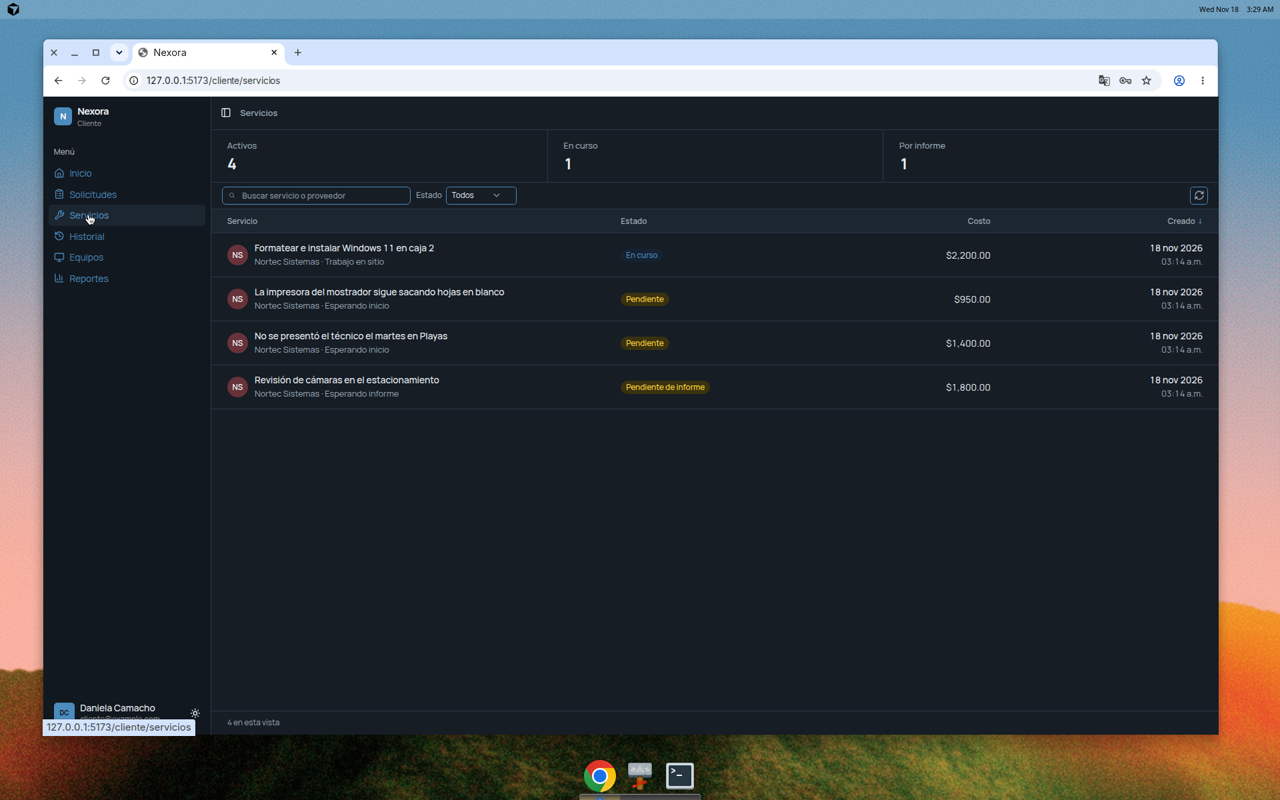 Wed Nov 18 3:29 AM
Nexora
127.0.0.1:5173/cliente/servicios
N
Nexora
Cliente
Menú
Inicio
Solicitudes
Servicios
Historial
Equipos
Reportes
Servicios
Activos
4
En curso
1
Por informe
1
Buscar servicio o proveedor
Estado
Todos
Servicio
Estado
Costo
Creado ↓
NS
Formatear e instalar Windows 11 en caja 2
Nortec Sistemas · Trabajo en sitio
En curso
$2,200.00
18 nov 2026
03:14 a.m.
NS
La impresora del mostrador sigue sacando hojas en blanco
Nortec Sistemas · Esperando inicio
Pendiente
$950.00
18 nov 2026
03:14 a.m.
NS
No se presentó el técnico el martes en Playas
Nortec Sistemas · Esperando inicio
Pendiente
$1,400.00
18 nov 2026
03:14 a.m.
NS
Revisión de cámaras en el estacionamiento
Nortec Sistemas · Esperando informe
Pendiente de informe
$1,800.00
18 nov 2026
03:14 a.m.
4 en esta vista
DC
Daniela Camacho
127.0.0.1:5173/cliente/servicios